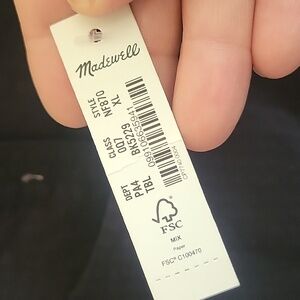 Madewell
STYLE
NF870
XL
CLASS
007
BK5229
DEPT
PA4
TBL
FSC
MIX
Paper
FSC® C100470